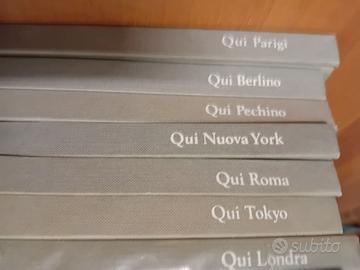 Qui Parigi
Qui Berlino
Qui Pechino
Qui Nuova York
Qui Roma
Qui Tokyo
Qui Londra
subito